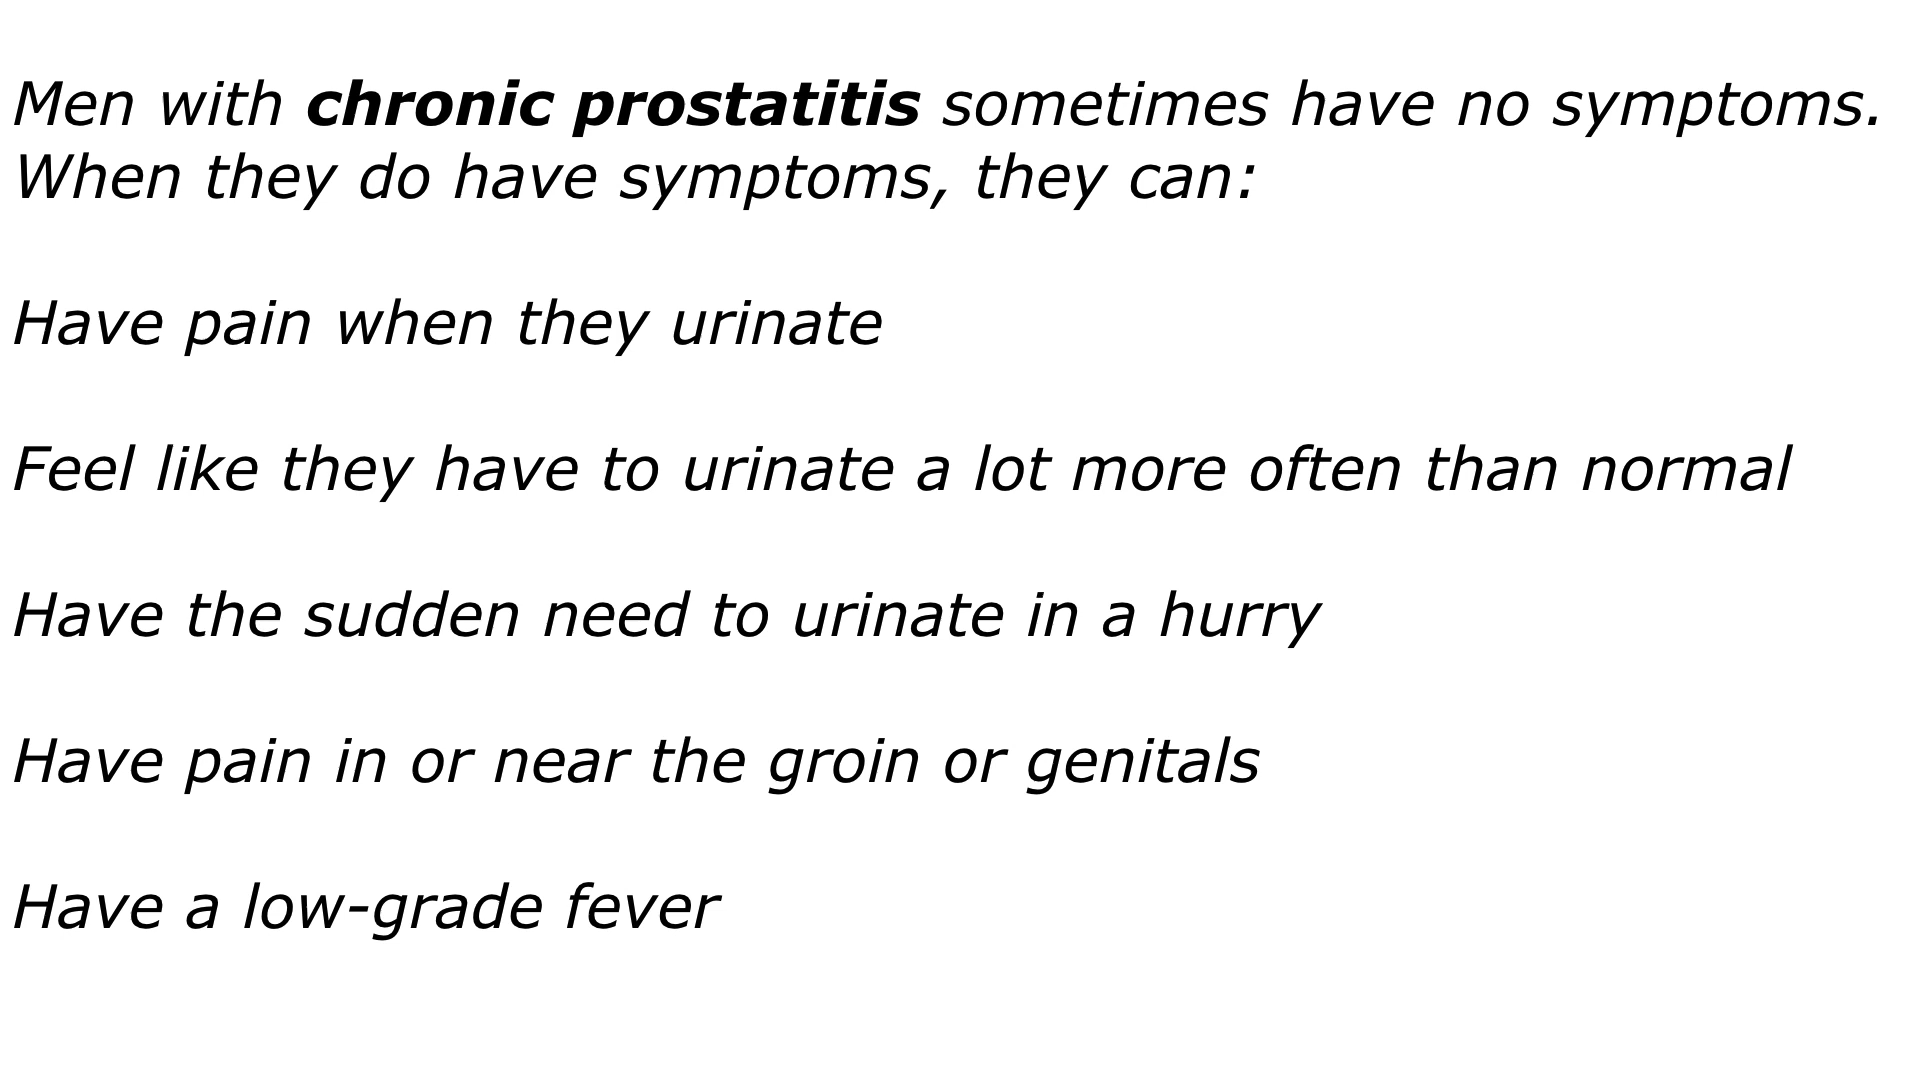 Men with chronic prostatitis sometimes have no symptoms.
When they do have symptoms, they can:
Have pain when they urinate
Feel like they have to urinate a lot more often than normal
Have the sudden need to urinate in a hurry
Have pain in or near the groin or genitals
Have a low-grade fever